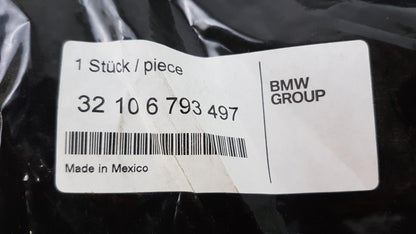 1 Stück / piece
32 10 6 793 497
Made in Mexico
BMW
GROUP